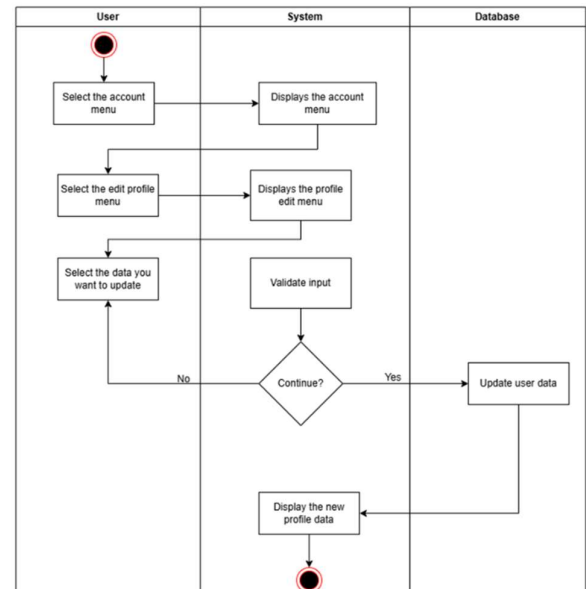 User
System
Database
Select the account
menu
Displays the account
menu
Select the edit profile
menu
Displays the profile
edit menu
Select the data you
want to update
Validate input
Continue?
No
Yes
Update user data
Display the new
profile data